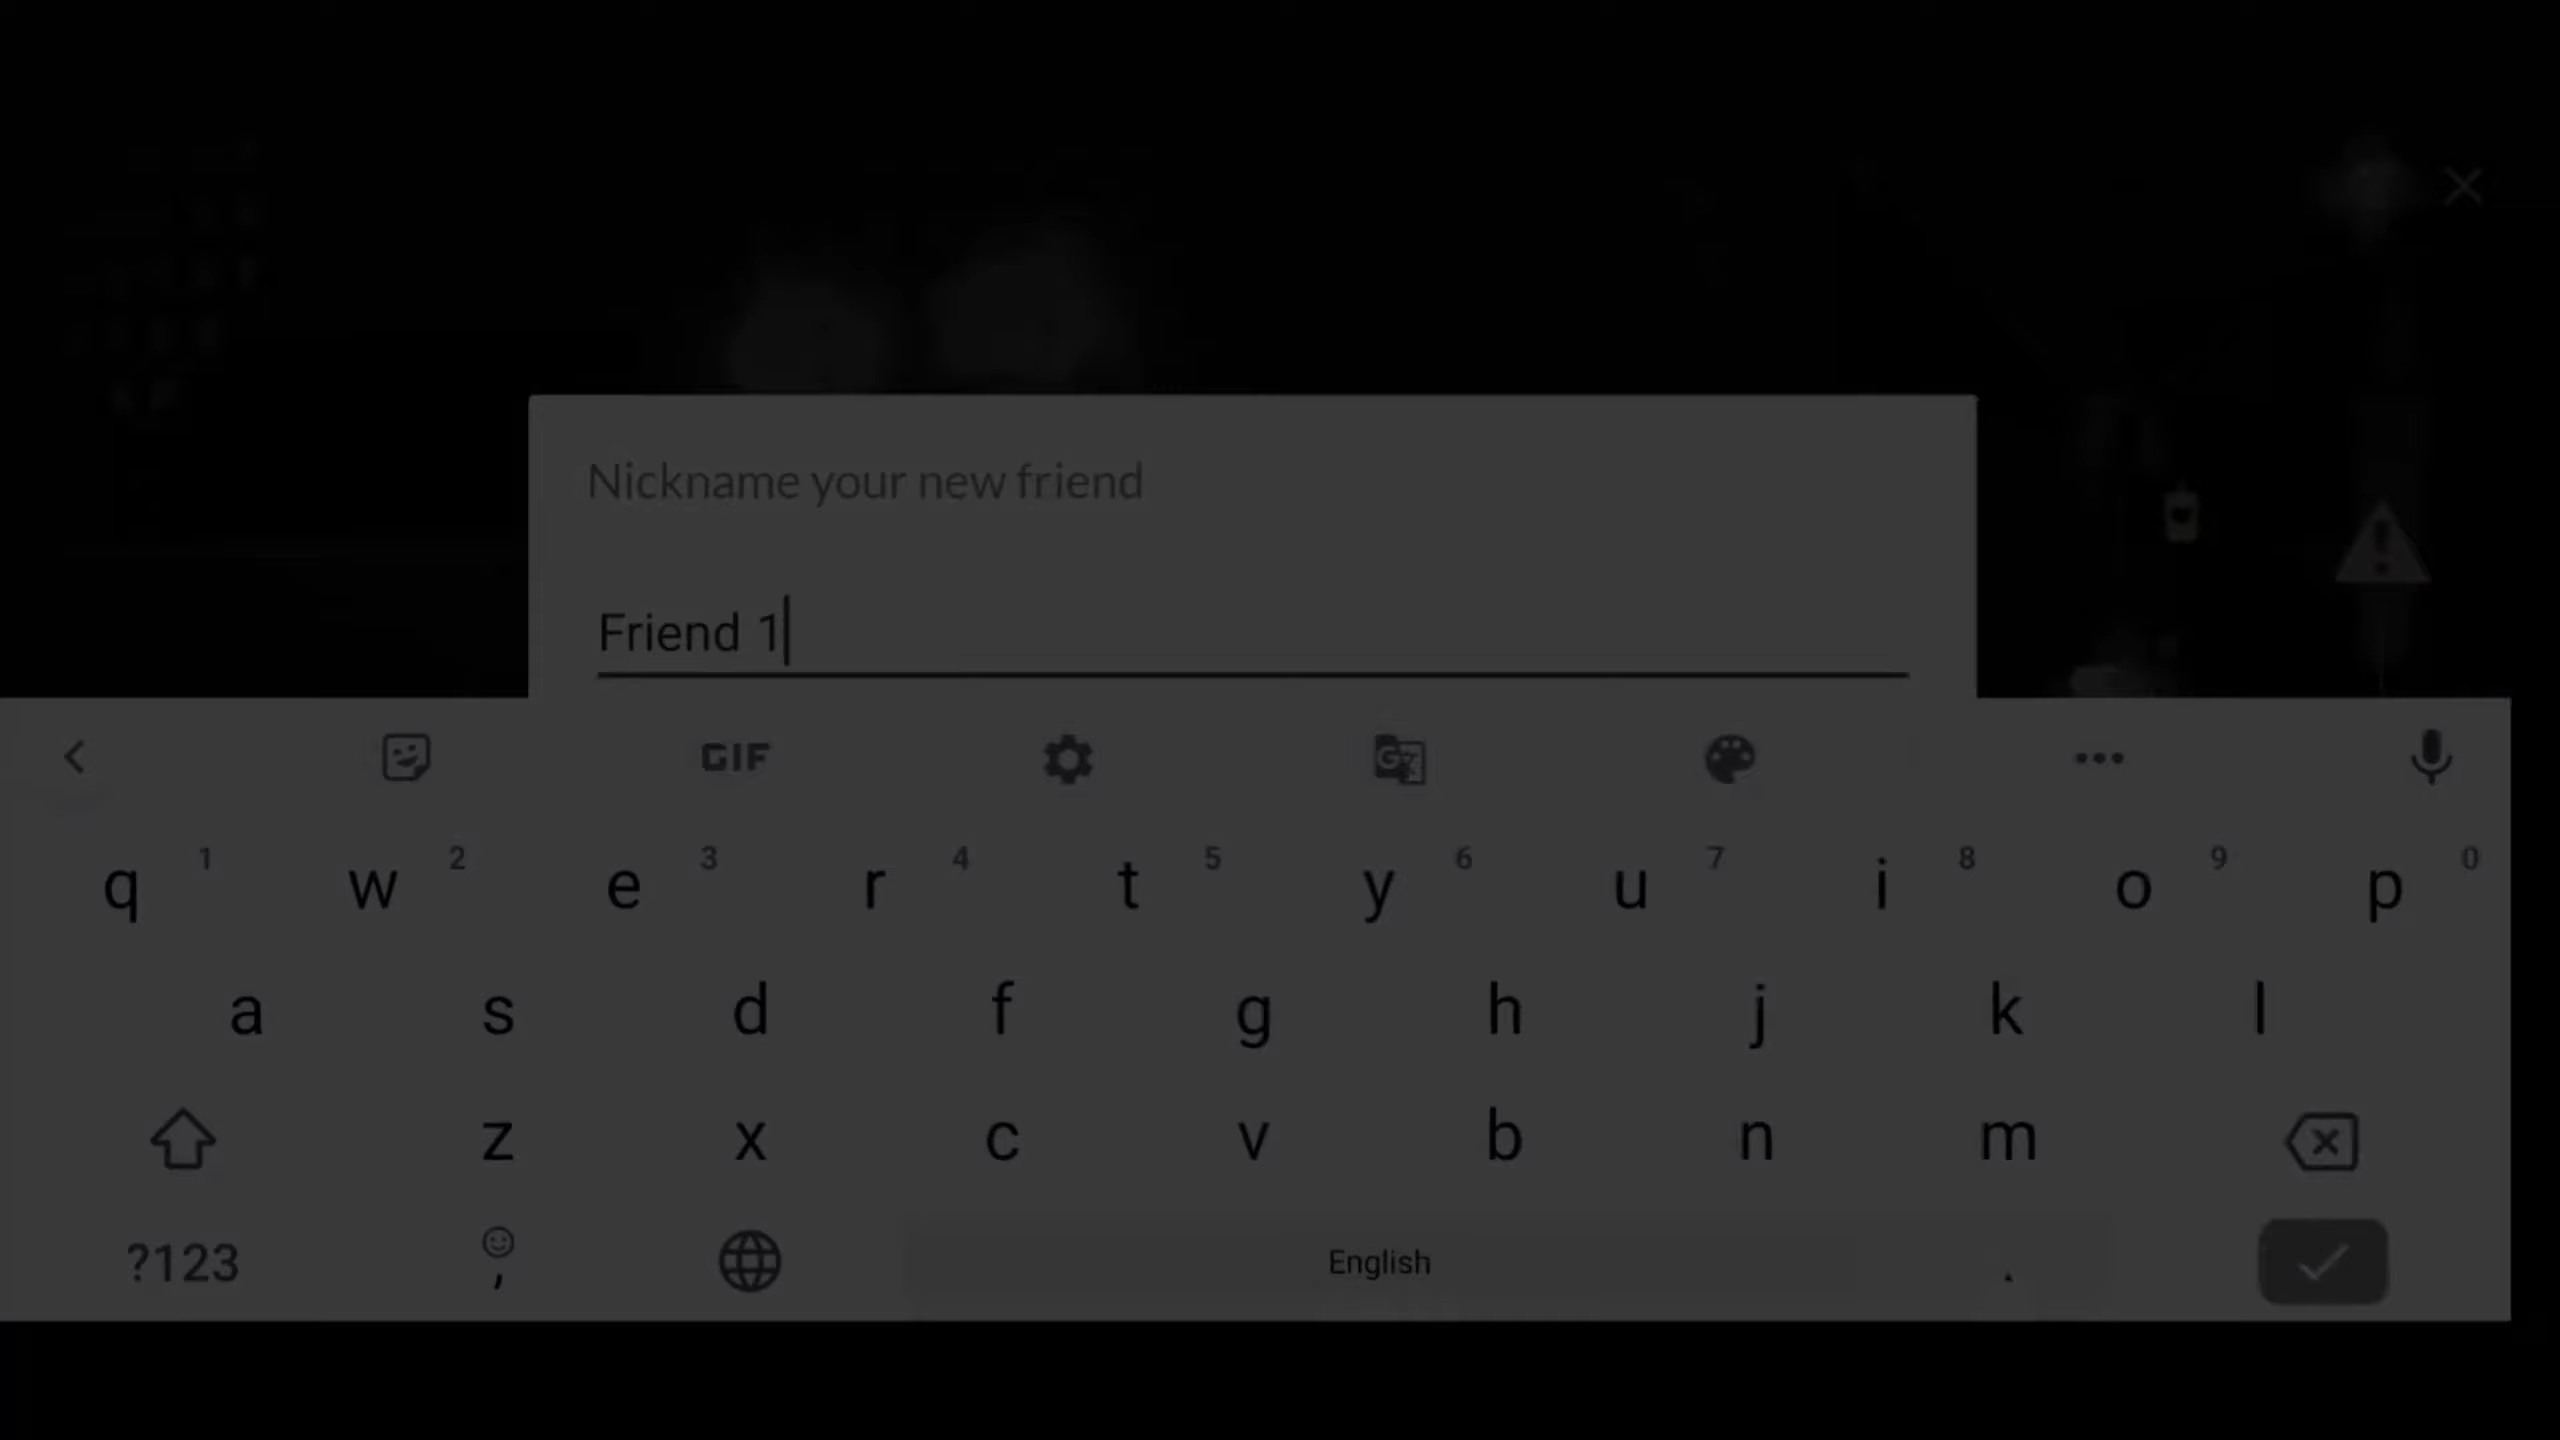 Nickname your new friend
Friend 1
GIF
G
1 2 3 4 5 6 7 8 9 0
q w e r t y u i o p
a s d f g h j k l
z x c v b n m
?123 , English .